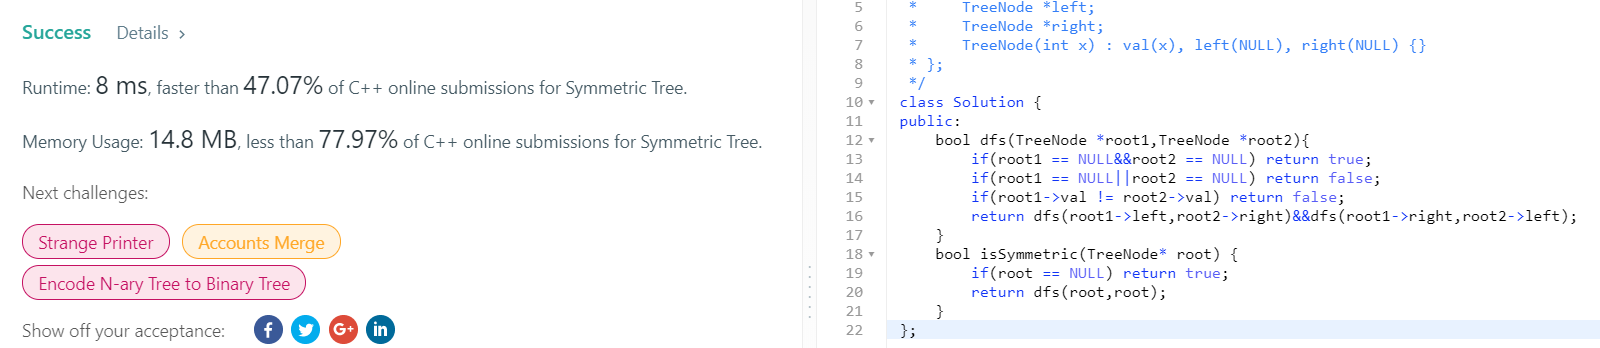 Success Details >
Runtime: 8 ms, faster than 47.07% of C++ online submissions for Symmetric Tree.
Memory Usage: 14.8 MB, less than 77.97% of C++ online submissions for Symmetric Tree.
Next challenges:
Strange Printer Accounts Merge
Encode N-ary Tree to Binary Tree
Show off your acceptance: f G+ in
5  *     TreeNode *left;
6  *     TreeNode *right;
7  *     TreeNode(int x) : val(x), left(NULL), right(NULL) {}
8  * };
9  */
10 class Solution {
11 public:
12     bool dfs(TreeNode *root1,TreeNode *root2){
13         if(root1 == NULL&&root2 == NULL) return true;
14         if(root1 == NULL||root2 == NULL) return false;
15         if(root1->val != root2->val) return false;
16         return dfs(root1->left,root2->right)&&dfs(root1->right,root2->left);
17     }
18     bool isSymmetric(TreeNode* root) {
19         if(root == NULL) return true;
20         return dfs(root,root);
21     }
22 };